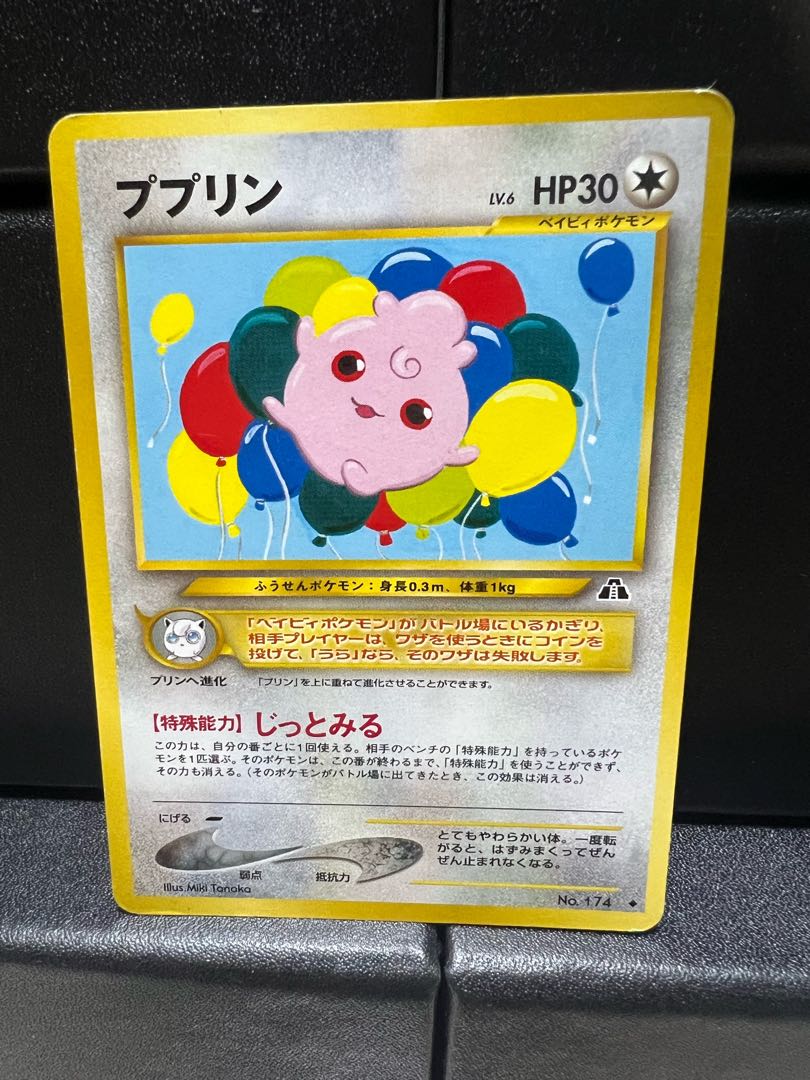 ププリン LV.6 HP30
ベイビィポケモン
ふうせんポケモン：身長0.3m、体重1kg
「ベイビィポケモン」がバトル場にいるかぎり、
相手プレイヤーは、ワザを使うときにコインを
投げて、「うら」なら、そのワザは失敗します。
プリンへ進化 「プリン」を上に重ねて進化させることができます。
【特殊能力】じっとみる
この力は、自分の番ごとに1回使える。相手のベンチの「特殊能力」を持っているポケ
モンを1匹選ぶ。そのポケモンは、この番が終わるまで、「特殊能力」を使うことができず、
その力も消える。（そのポケモンがバトル場に出てきたとき、この効果は消える。）
にげる
弱点 抵抗力
とてもやわらかい体。一度転
がると、はずみまくってぜん
ぜん止まれなくなる。
Illus.Miki Tanaka
No. 174